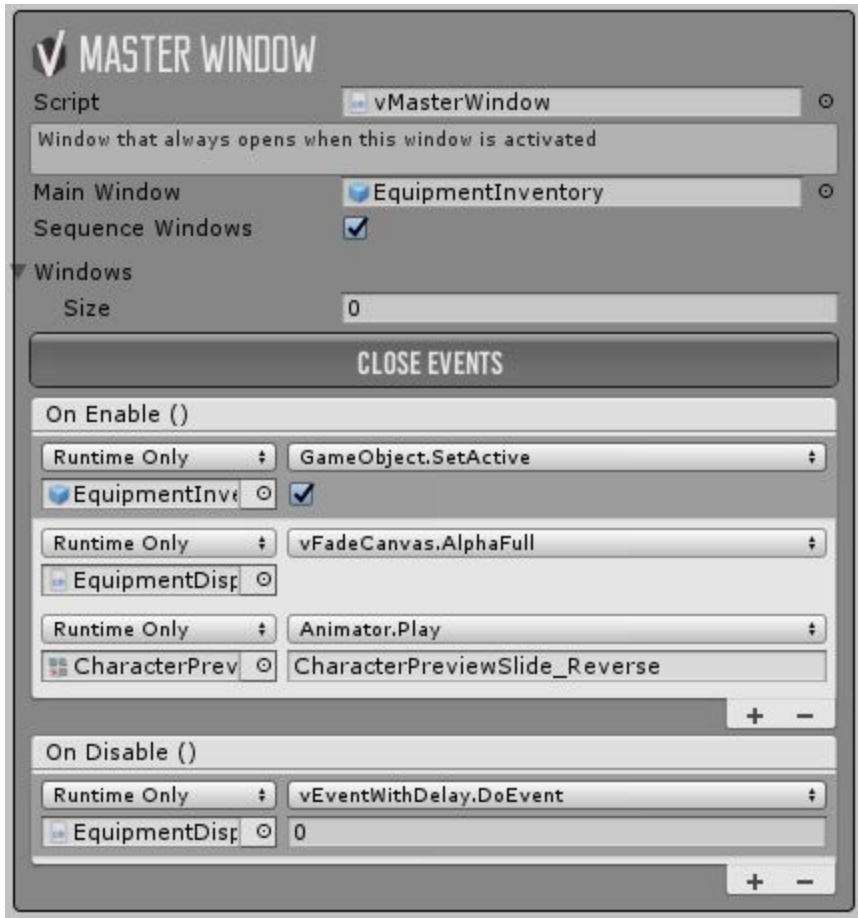 MASTER WINDOW
Script vMasterWindow
Window that always opens when this window is activated
Main Window EquipmentInventory
Sequence Windows
Windows
Size 0
CLOSE EVENTS
On Enable ()
Runtime Only GameObject.SetActive
EquipmentInve
Runtime Only vFadeCanvas.AlphaFull
EquipmentDisp
Runtime Only Animator.Play
CharacterPrev CharacterPreviewSlide_Reverse
+ −
On Disable ()
Runtime Only vEventWithDelay.DoEvent
EquipmentDisp 0
+ −